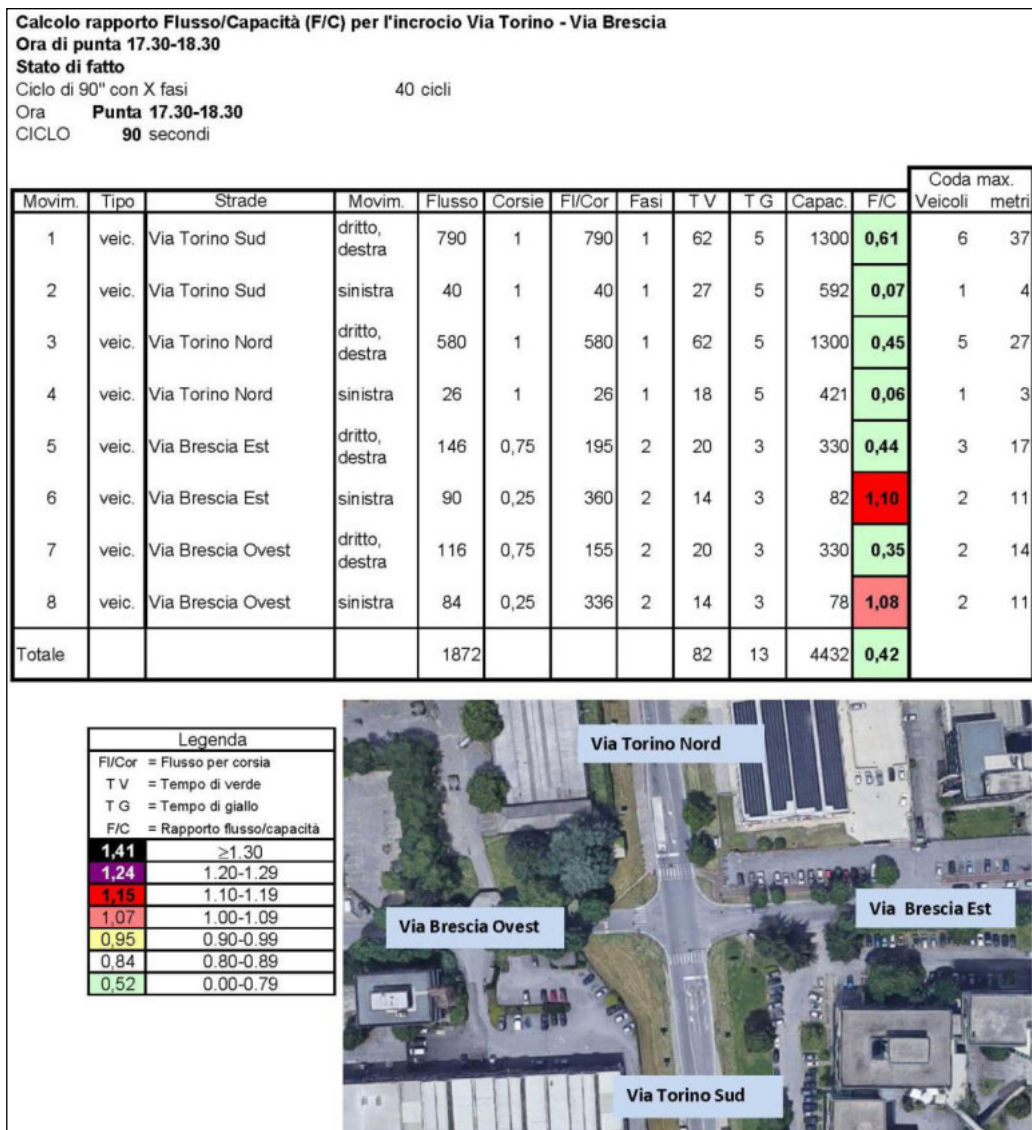 Calcolo rapporto Flusso/Capacità (F/C) per l'incrocio Via Torino - Via Brescia
Ora di punta 17.30-18.30
Stato di fatto
Ciclo di 90" con X fasi 40 cicli
Ora Punta 17.30-18.30
CICLO 90 secondi
Coda max.
Movim. Tipo Strade Movim. Flusso Corsie Fl/Cor Fasi T V T G Capac. F/C Veicoli metri
1 veic. Via Torino Sud dritto, destra 790 1 790 1 62 5 1300 0,61 6 37
2 veic. Via Torino Sud sinistra 40 1 40 1 27 5 592 0,07 1 4
3 veic. Via Torino Nord dritto, destra 580 1 580 1 62 5 1300 0,45 5 27
4 veic. Via Torino Nord sinistra 26 1 26 1 18 5 421 0,06 1 3
5 veic. Via Brescia Est dritto, destra 146 0,75 195 2 20 3 330 0,44 3 17
6 veic. Via Brescia Est sinistra 90 0,25 360 2 14 3 82 1,10 2 11
7 veic. Via Brescia Ovest dritto, destra 116 0,75 155 2 20 3 330 0,35 2 14
8 veic. Via Brescia Ovest sinistra 84 0,25 336 2 14 3 78 1,08 2 11
Totale 1872 82 13 4432 0,42
Legenda
Fl/Cor = Flusso per corsia
T V = Tempo di verde
T G = Tempo di giallo
F/C = Rapporto flusso/capacità
1,41 ≥1.30
1,24 1.20-1.29
1,15 1.10-1.19
1,07 1.00-1.09
0,95 0.90-0.99
0,84 0.80-0.89
0,52 0.00-0.79
Via Torino Nord
Via Brescia Ovest
Via Brescia Est
Via Torino Sud